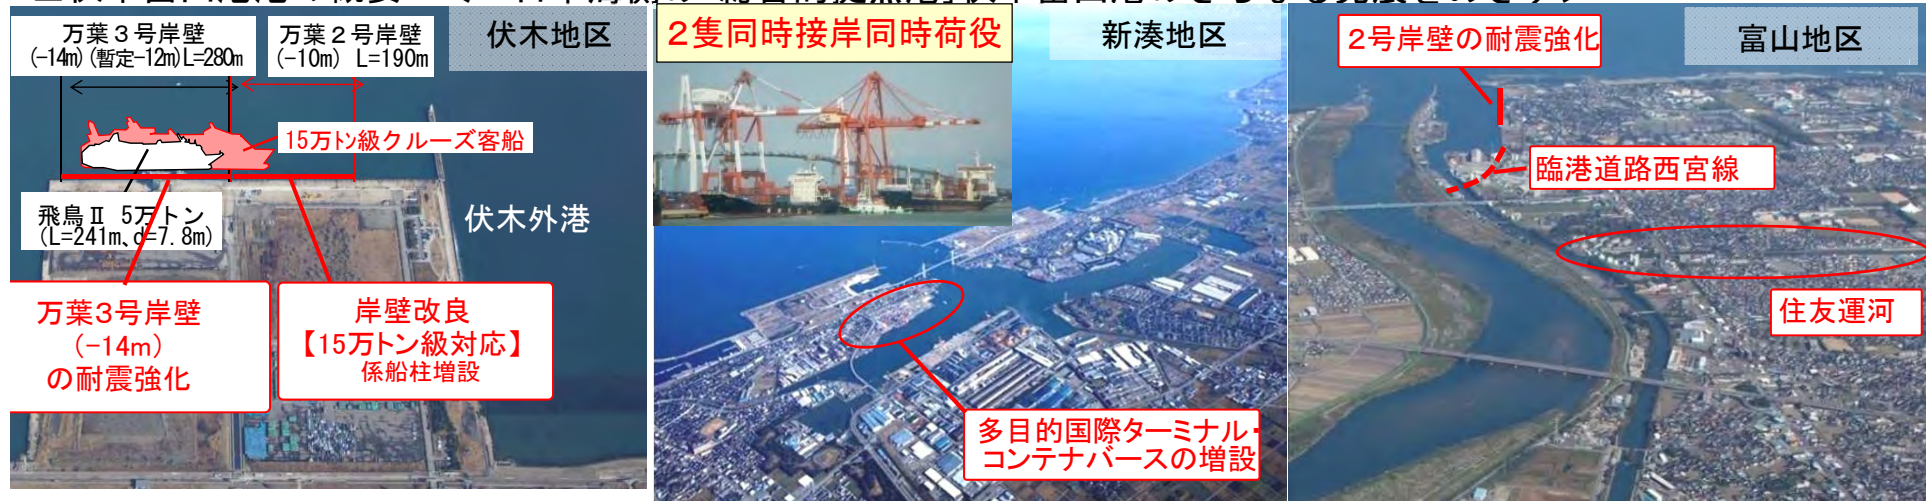 万葉3号岸壁
(-14m)(暫定-12m)L=280m
万葉2号岸壁
(-10m) L=190m
伏木地区
15万トン級クルーズ客船
飛鳥Ⅱ 5万トン
(L=241m、d=7.8m)
伏木外港
万葉3号岸壁
(-14m)
の耐震強化
岸壁改良
【15万トン級対応】
係船柱増設
2隻同時接岸同時荷役
新湊地区
多目的国際ターミナル・
コンテナバースの増設
2号岸壁の耐震強化
富山地区
臨港道路西宮線
住友運河